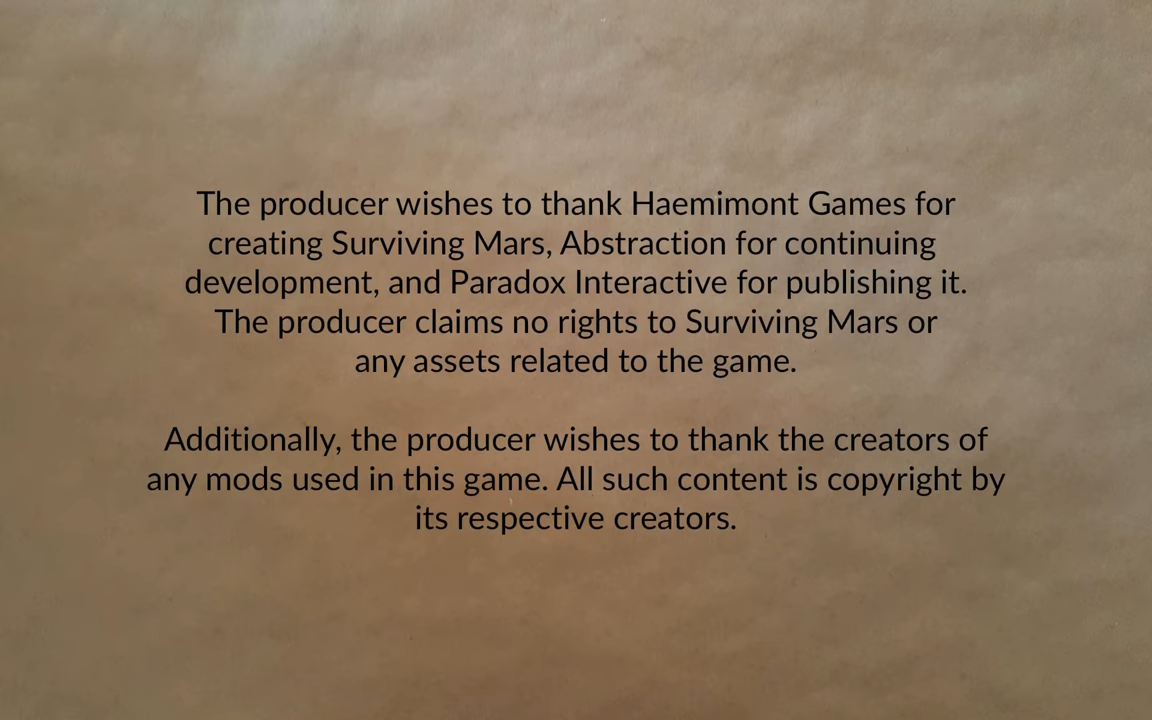 The producer wishes to thank Haemimont Games for
creating Surviving Mars, Abstraction for continuing
development, and Paradox Interactive for publishing it.
The producer claims no rights to Surviving Mars or
any assets related to the game.
Additionally, the producer wishes to thank the creators of
any mods used in this game. All such content is copyright by
its respective creators.